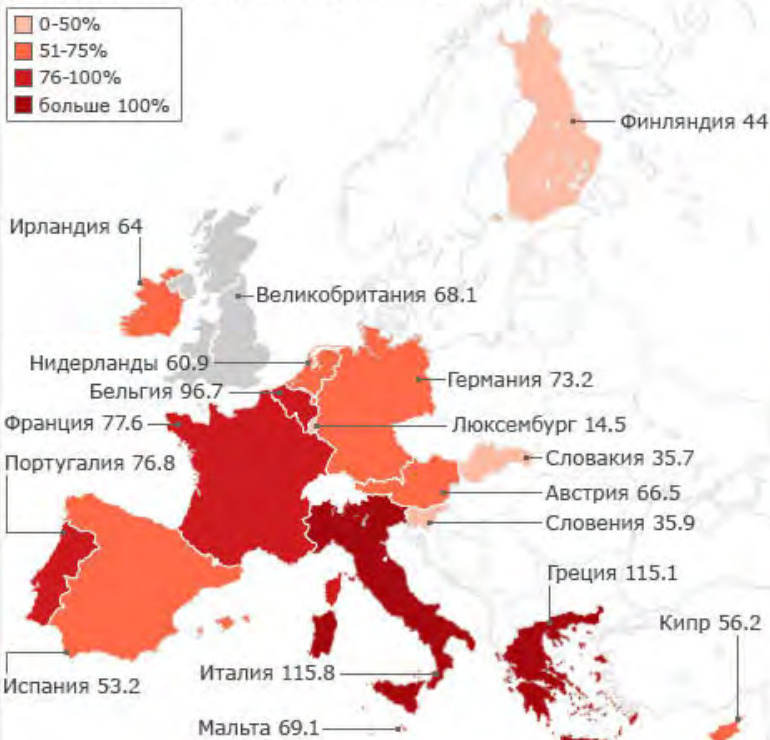 0-50%
51-75%
76-100%
больше 100%
Финляндия 44
Ирландия 64
Великобритания 68.1
Нидерланды 60.9
Германия 73.2
Бельгия 96.7
Франция 77.6
Люксембург 14.5
Португалия 76.8
Словакия 35.7
Австрия 66.5
Словения 35.9
Греция 115.1
Кипр 56.2
Испания 53.2
Италия 115.8
Мальта 69.1